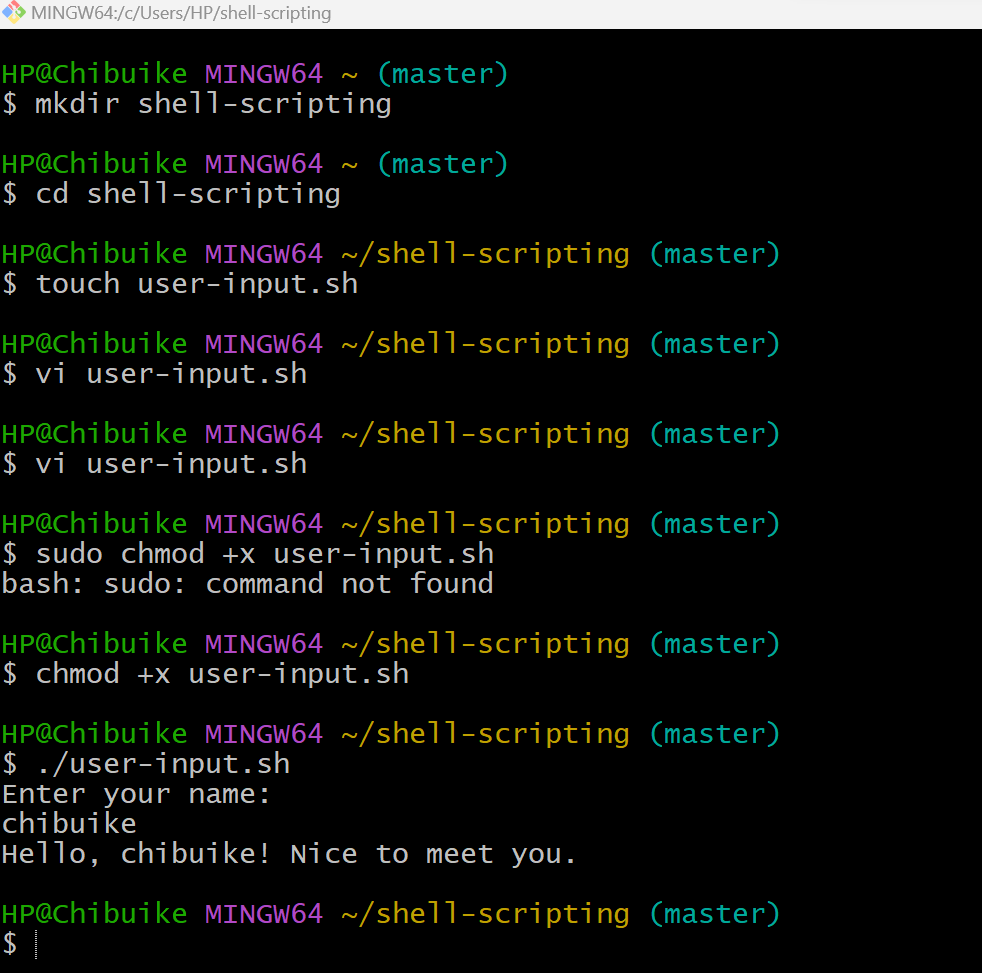 MINGW64:/c/Users/HP/shell-scripting
HP@Chibuike MINGW64 ~ (master)
$ mkdir shell-scripting
HP@Chibuike MINGW64 ~ (master)
$ cd shell-scripting
HP@Chibuike MINGW64 ~/shell-scripting (master)
$ touch user-input.sh
HP@Chibuike MINGW64 ~/shell-scripting (master)
$ vi user-input.sh
HP@Chibuike MINGW64 ~/shell-scripting (master)
$ vi user-input.sh
HP@Chibuike MINGW64 ~/shell-scripting (master)
$ sudo chmod +x user-input.sh
bash: sudo: command not found
HP@Chibuike MINGW64 ~/shell-scripting (master)
$ chmod +x user-input.sh
HP@Chibuike MINGW64 ~/shell-scripting (master)
$ ./user-input.sh
Enter your name:
chibuike
Hello, chibuike! Nice to meet you.
HP@Chibuike MINGW64 ~/shell-scripting (master)
$